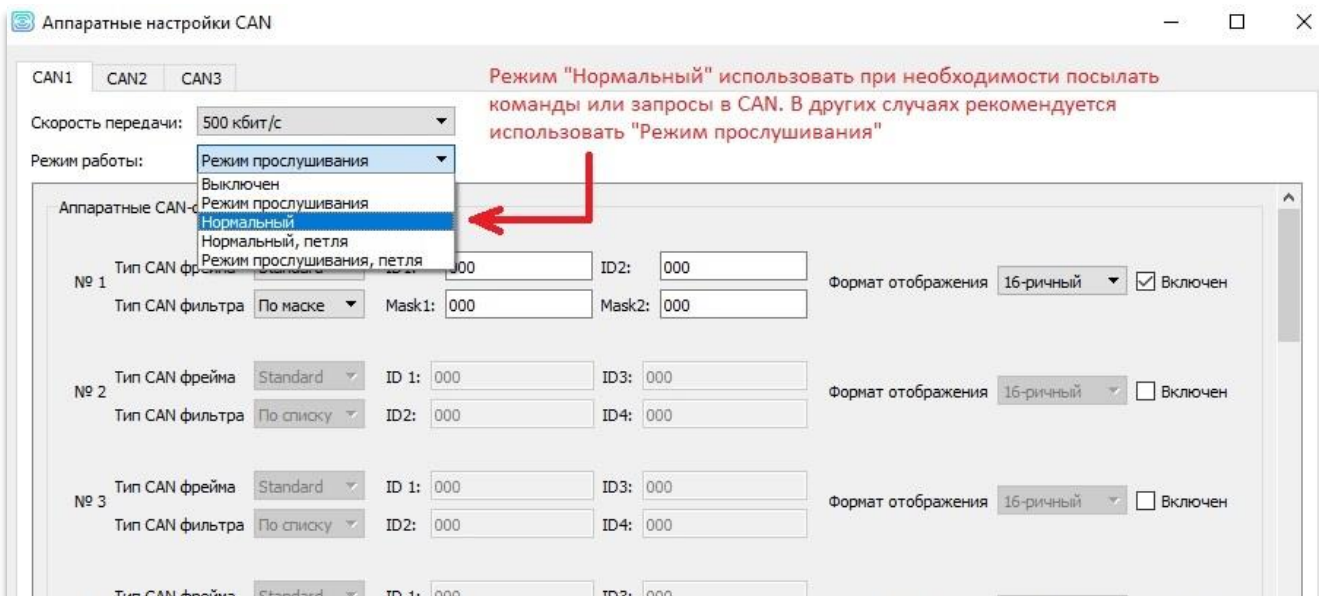 Аппаратные настройки CAN
CAN1 CAN2 CAN3
Режим "Нормальный" использовать при необходимости посылать
команды или запросы в CAN. В других случаях рекомендуется
использовать "Режим прослушивания"
Скорость передачи: 500 кбит/с
Режим работы: Режим прослушивания
Выключен
Режим прослушивания
Нормальный
Нормальный, петля
Режим прослушивания, петля
Аппаратные CAN-
№ 1
Тип CAN фрейма 000 ID2: 000
Тип CAN фильтра По маске Mask1: 000 Mask2: 000
Формат отображения 16-ричный Включен
№ 2
Тип CAN фрейма Standard ID 1: 000 ID3: 000
Тип CAN фильтра По списку ID2: 000 ID4: 000
Формат отображения 16-ричный Включен
№ 3
Тип CAN фрейма Standard ID 1: 000 ID3: 000
Тип CAN фильтра По списку ID2: 000 ID4: 000
Формат отображения 16-ричный Включен